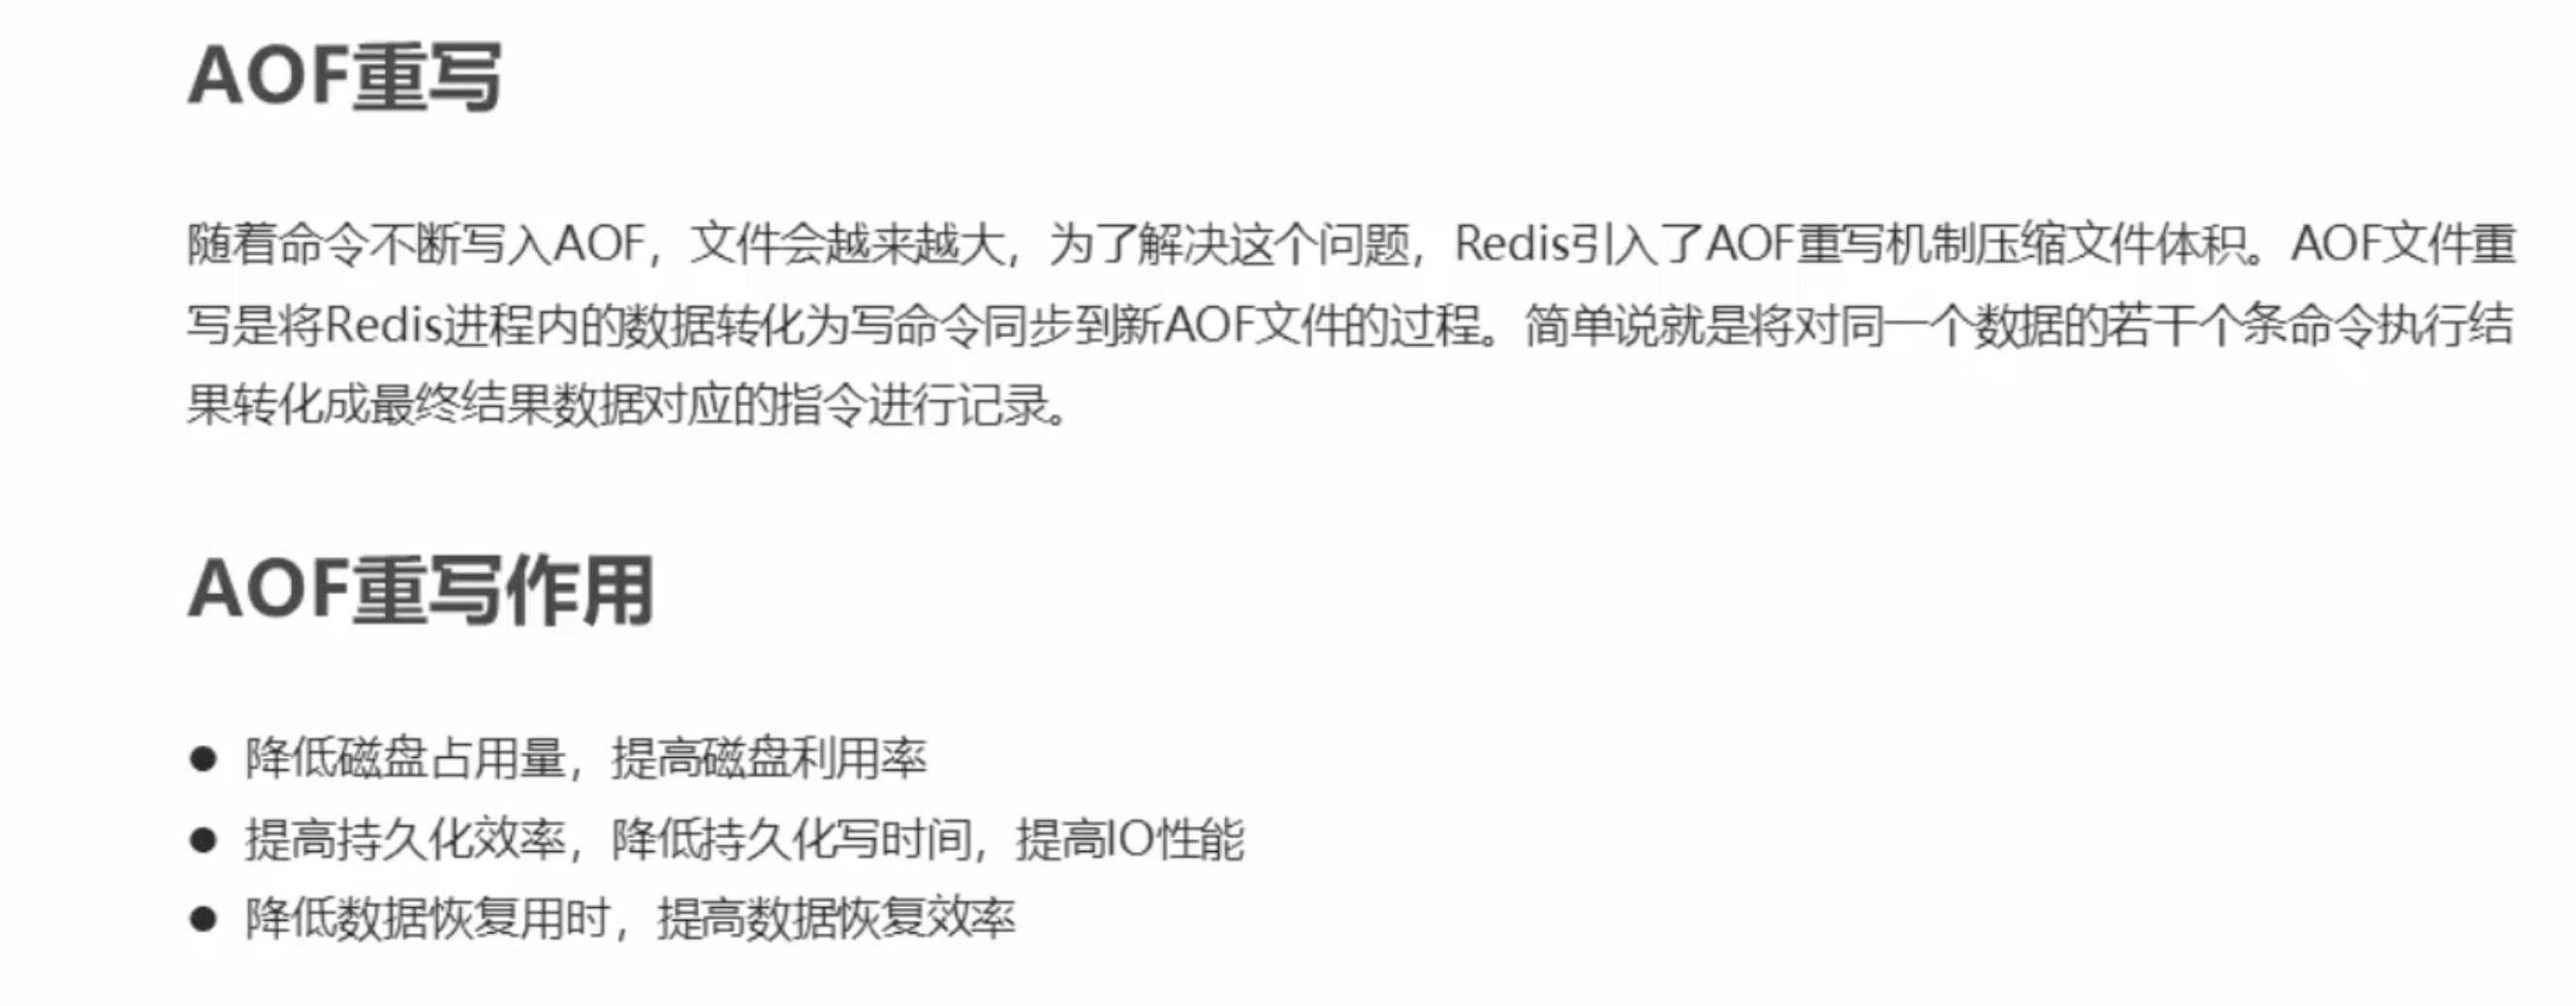 AOF重写
随着命令不断写入AOF，文件会越来越大，为了解决这个问题，Redis引入了AOF重写机制压缩文件体积。AOF文件重
写是将Redis进程内的数据转化为写命令同步到新AOF文件的过程。简单说就是将对同一个数据的若干个条命令执行结
果转化成最终结果数据对应的指令进行记录。
AOF重写作用
● 降低磁盘占用量，提高磁盘利用率
● 提高持久化效率，降低持久化写时间，提高IO性能
● 降低数据恢复用时，提高数据恢复效率